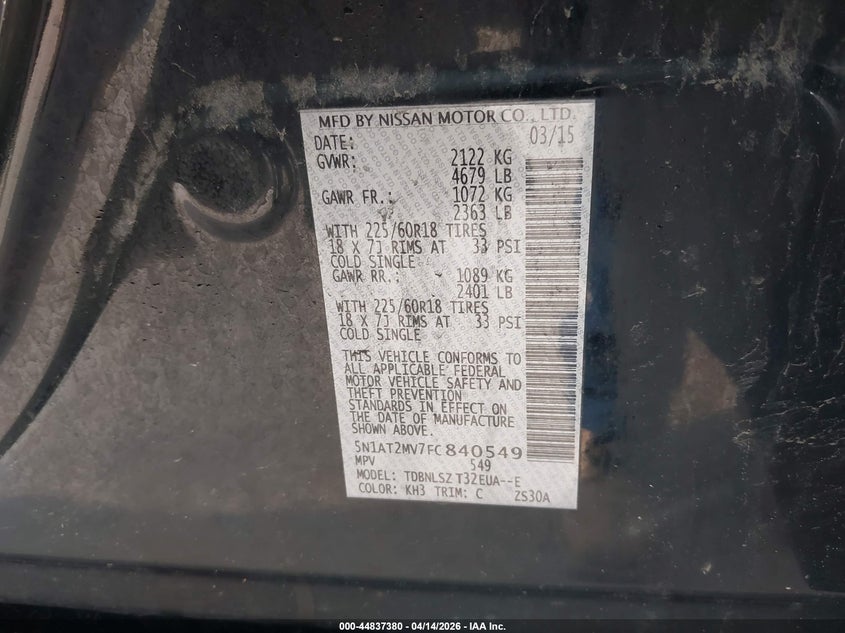 MFD BY NISSAN MOTOR CO., LTD.
DATE: 03/15
GVWR: 2122 KG
4679 LB
GAWR FR.: 1072 KG
2363 LB
WITH 225/60R18 TIRES
18 X 7J RIMS AT 33 PSI
COLD SINGLE
GAWR RR.: 1089 KG
2401 LB
WITH 225/60R18 TIRES
18 X 7J RIMS AT 33 PSI
COLD SINGLE
THIS VEHICLE CONFORMS TO
ALL APPLICABLE FEDERAL
MOTOR VEHICLE SAFETY AND
THEFT PREVENTION
STANDARDS IN EFFECT ON
THE DATE OF MANUFACTURE
SHOWN ABOVE.
5N1AT2MV7FC840549
MPV 549
MODEL: TDBNLSZ T32EUA--E
COLOR: KH3 TRIM: C ZS30A
000-44837380 - 04/14/2026 - IAA Inc.